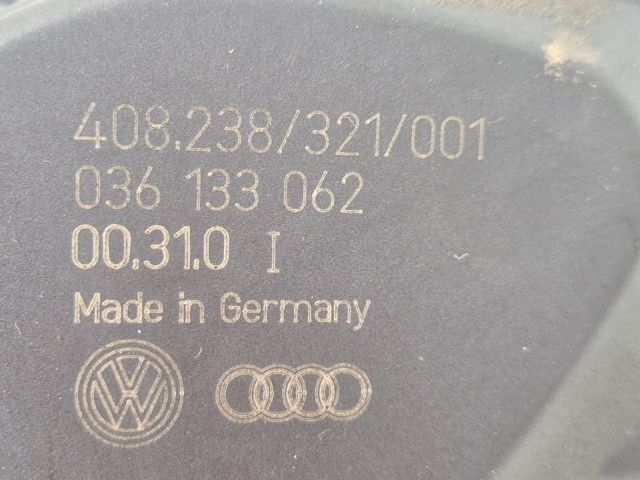 408.238/321/001
036 133 062
00.31.0 I
Made in Germany